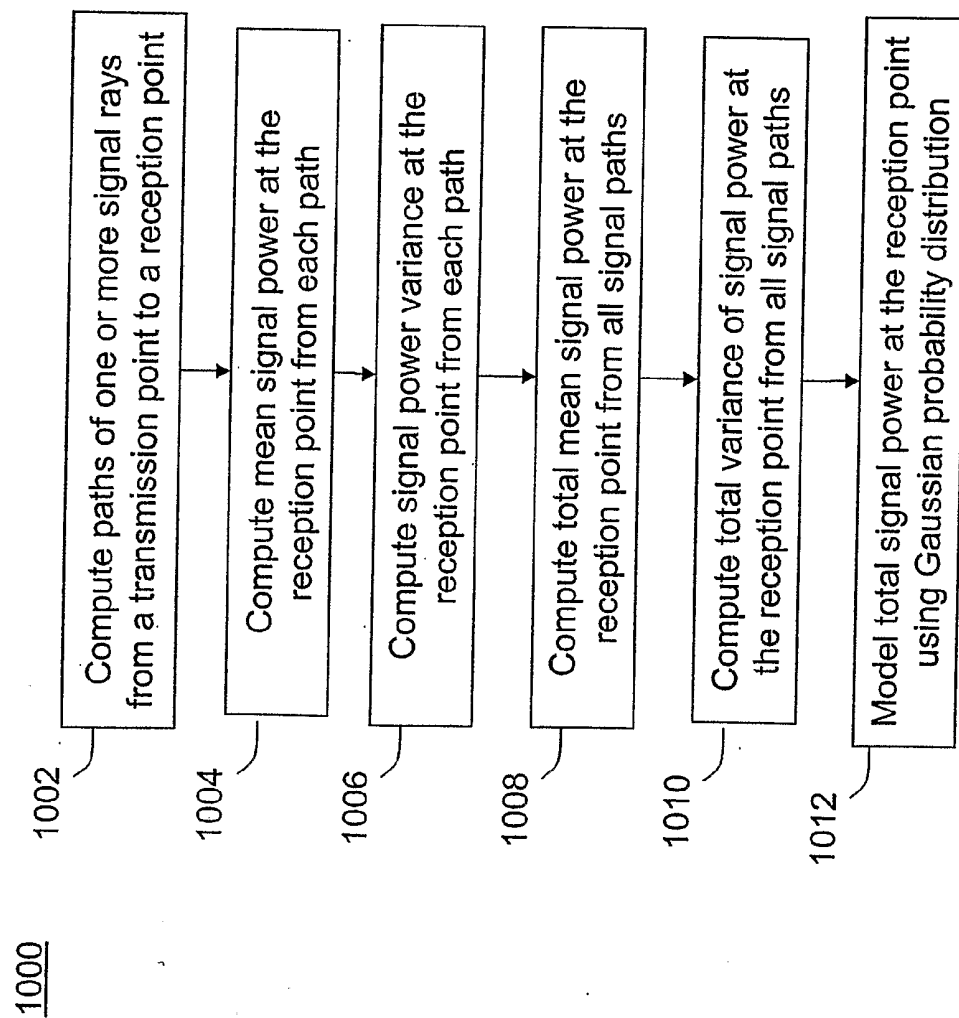 1000
1002
Compute paths of one or more signal rays
from a transmission point to a reception point
1004
Compute mean signal power at the
reception point from each path
1006
Compute signal power variance at the
reception point from each path
1008
Compute total mean signal power at the
reception point from all signal paths
1010
Compute total variance of signal power at
the reception point from all signal paths
1012
Model total signal power at the reception point
using Gaussian probability distribution